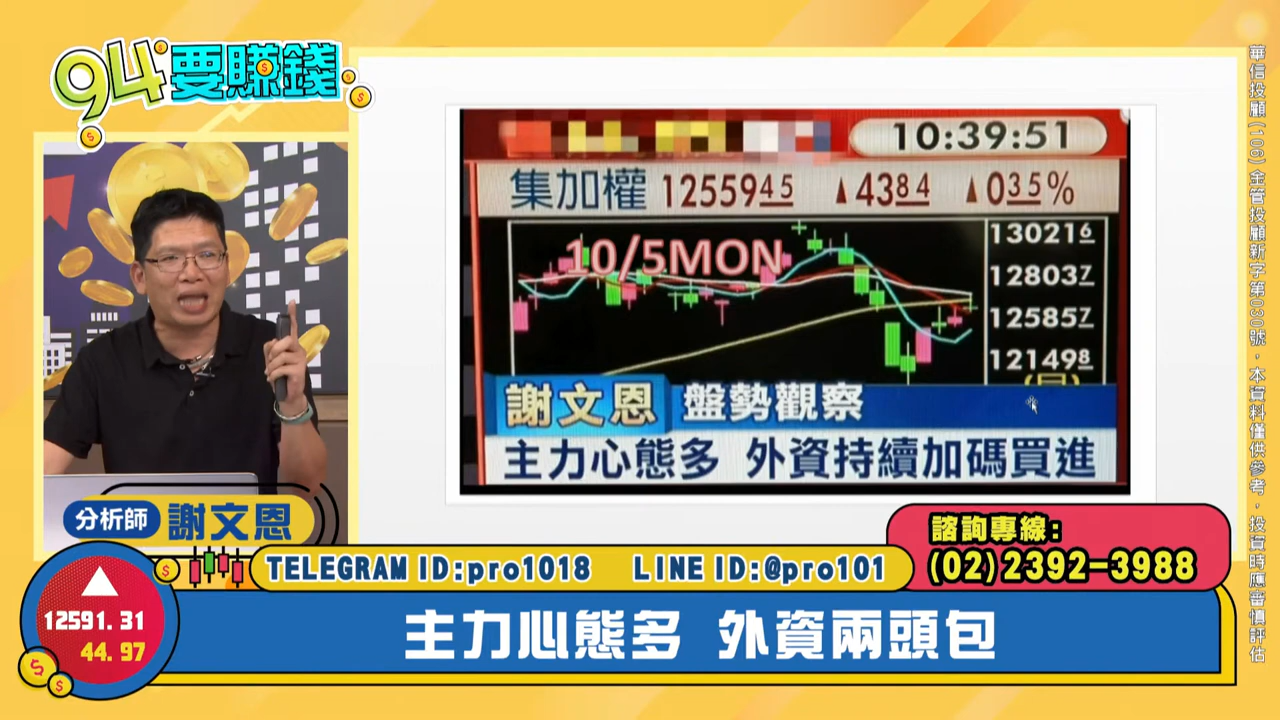 94要賺錢
10:39:51
集加權 12559.45 ▲43.84 ▲0.35%
10/5MON
13021.6
12803.7
12585.7
12149.8
謝文恩 盤勢觀察
主力心態多 外資持續加碼買進
分析師 謝文恩
諮詢專線:
(02)2392-3988
TELEGRAM ID:pro1018 LINE ID:@pro101
12591.31
44.97
主力心態多 外資兩頭包
華信投顧(106)金管投顧新字第030號,本資料僅供參考,投資時應審慎評估